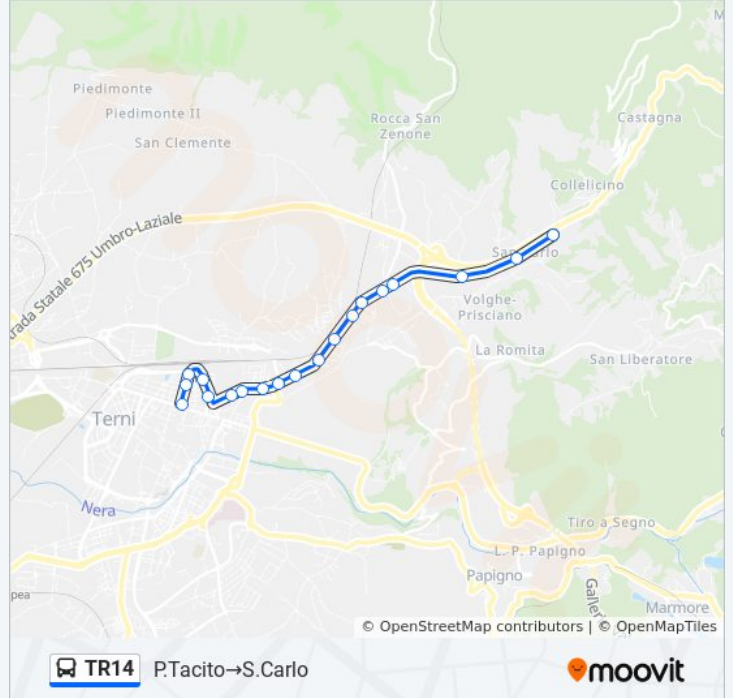 Piedimonte
Piedimonte II
San Clemente
Rocca San
Zenone
Castagna
Collelicino
Strada Statale 675 Umbro-Laziale
San Carlo
Volghe-
Prisciano
La Romita
San Liberatore
Terni
Nera
Tiro a Segno
L. P. Papigno
Papigno
Marmore
© OpenStreetMap contributors | © OpenMapTiles
TR14 P.Tacito→S.Carlo
moovit